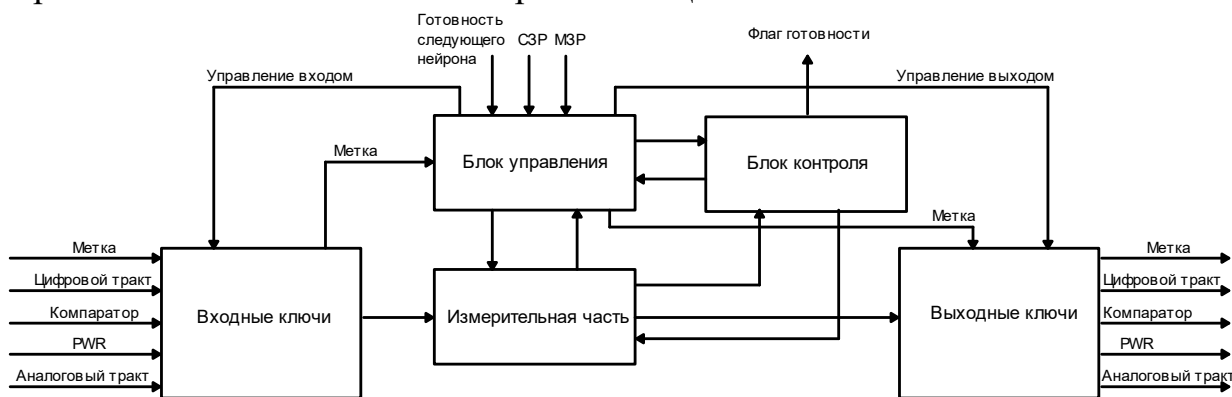 Готовность
следующего
нейрона
СЗР
МЗР
Флаг готовности
Управление входом
Управление выходом
Метка
Блок управления
Блок контроля
Метка
Метка
Цифровой тракт
Компаратор
PWR
Аналоговый тракт
Входные ключи
Измерительная часть
Выходные ключи
Метка
Цифровой тракт
Компаратор
PWR
Аналоговый тракт